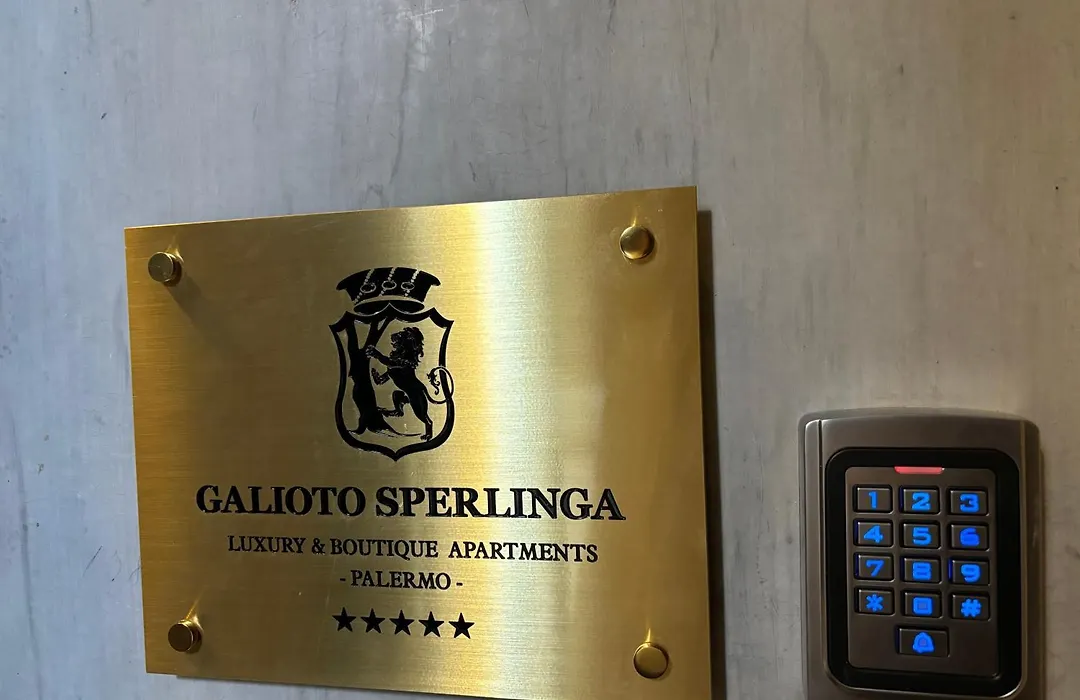 GALIOTO SPERLINGA
LUXURY & BOUTIQUE APARTMENTS
- PALERMO -
★★★★★
1 2 3
4 5 6
7 8 9
* 0 #